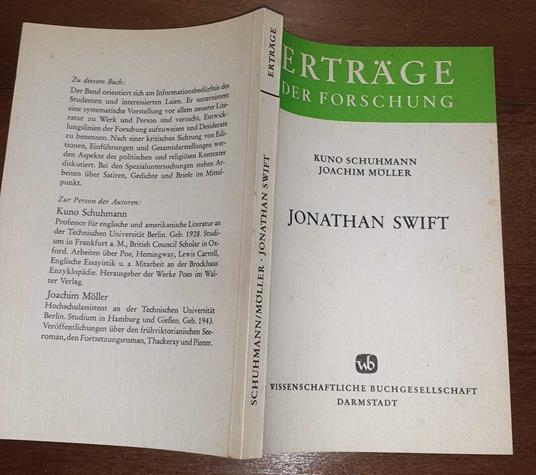 Zu diesem Buch:
Der Band orientiert sich am Informationsbedürfnis des
Studenten und interessierten Laien. Er unternimmt
eine systematische Vorstellung vor allem neuerer Lite-
ratur zu Werk und Person und versucht, Entwick-
lungslinien der Forschung aufzuweisen und Desiderate
zu benennen. Nach einer kritischen Sichtung von Edi-
tionen, Einführungen und Gesamtdarstellungen wer-
den Aspekte des politischen und religiösen Kontextes
diskutiert. Bei den Spezialuntersuchungen stehen Ar-
beiten über Satiren, Gedichte und Briefe im Mittel-
punkt.
Zur Person der Autoren:
Kuno Schuhmann
Professor für englische und amerikanische Literatur an
der Technischen Universität Berlin. Geb. 1928. Studi-
um in Frankfurt a. M., British Council Scholar in Ox-
ford. Arbeiten über Poe, Hemingway, Lewis Carroll,
Englische Essayistik u. a. Mitarbeit an der Brockhaus
Enzyklopädie. Herausgeber der Werke Poes im Wal-
ter Verlag.
Joachim Möller
Hochschulassistent an der Technischen Universität
Berlin. Studium in Hamburg und Gießen. Geb. 1943.
Veröffentlichungen über den frühviktorianischen See-
roman, den Fortsetzungsroman, Thackeray und Pinter.
SCHUHMANN/MÖLLER · JONATHAN SWIFT
ERTRÄGE
ERTRÄGE
DER FORSCHUNG
KUNO SCHUHMANN
JOACHIM MÖLLER
JONATHAN SWIFT
wb
WISSENSCHAFTLICHE BUCHGESELLSCHAFT
DARMSTADT